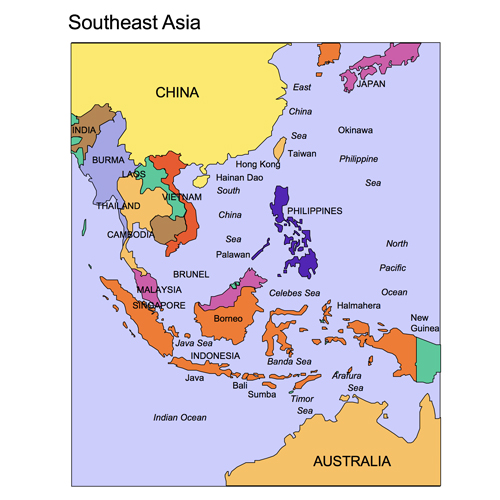 Southeast Asia
CHINA
JAPAN
East
China
Sea
INDIA
Okinawa
BURMA
Taiwan
Hong Kong
Philippine
Sea
LAOS
Hainan Dao
South
China
Sea
VIETNAM
THAILAND
PHILIPPINES
CAMBODIA
Palawan
North
Pacific
Ocean
BRUNEL
MALAYSIA
Celebes Sea
SINGAPORE
Halmahera
Borneo
New
Guinea
Java Sea
INDONESIA
Banda Sea
Java
Bali
Sumba
Arafura
Sea
Timor
Sea
Indian Ocean
AUSTRALIA